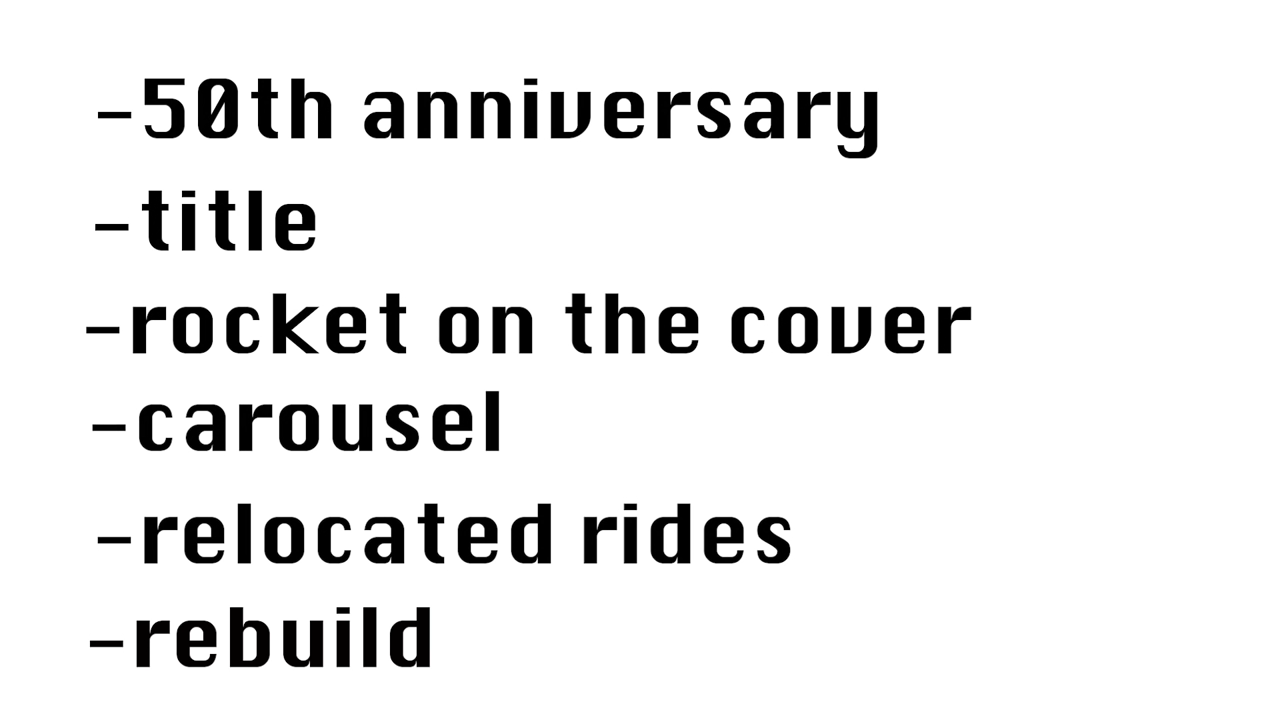 -50th anniversary
-title
-rocket on the cover
-carousel
-relocated rides
-rebuild